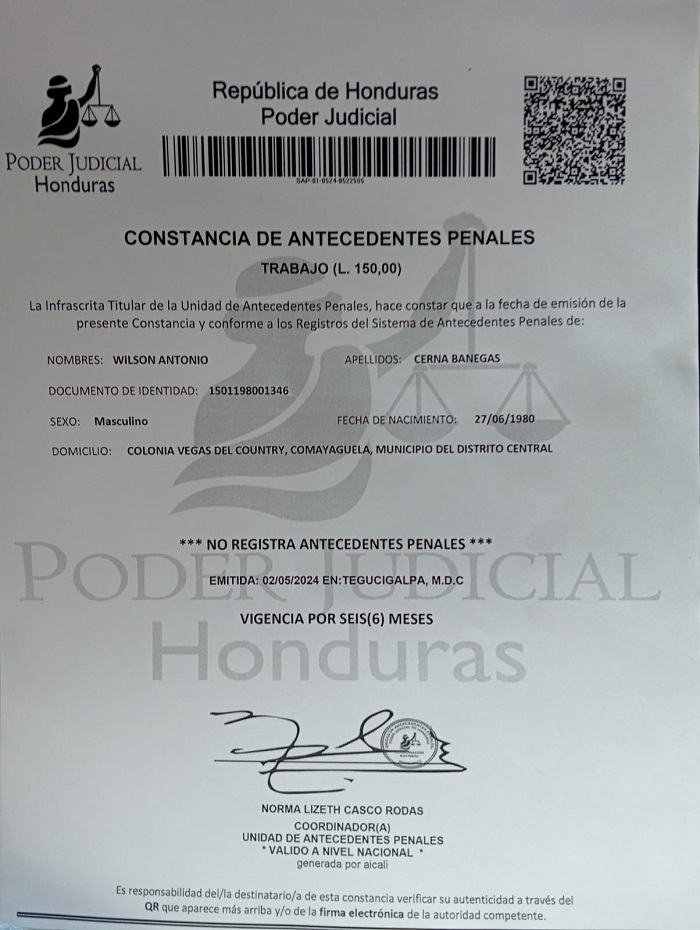 República de Honduras
Poder Judicial
PODER JUDICIAL
Honduras
CONSTANCIA DE ANTECEDENTES PENALES
TRABAJO (L. 150,00)
La Infrascrita Titular de la Unidad de Antecedentes Penales, hace constar que a la fecha de emisión de la
presente Constancia y conforme a los Registros del Sistema de Antecedentes Penales de:
NOMBRES: WILSON ANTONIO APELLIDOS: CERNA BANEGAS
DOCUMENTO DE IDENTIDAD: 1501198001346
SEXO: Masculino FECHA DE NACIMIENTO: 27/06/1980
DOMICILIO: COLONIA VEGAS DEL COUNTRY, COMAYAGUELA, MUNICIPIO DEL DISTRITO CENTRAL
*** NO REGISTRA ANTECEDENTES PENALES ***
PODER JUDICIAL
EMITIDA: 02/05/2024 EN:TEGUCIGALPA, M.D.C
VIGENCIA POR SEIS(6) MESES
Honduras
NORMA LIZETH CASCO RODAS
COORDINADOR(A)
UNIDAD DE ANTECEDENTES PENALES
* VALIDO A NIVEL NACIONAL *
generada por aicali
Es responsabilidad del/la destinatario/a de esta constancia verificar su autenticidad a través del
QR que aparece más arriba y/o de la firma electrónica de la autoridad competente.